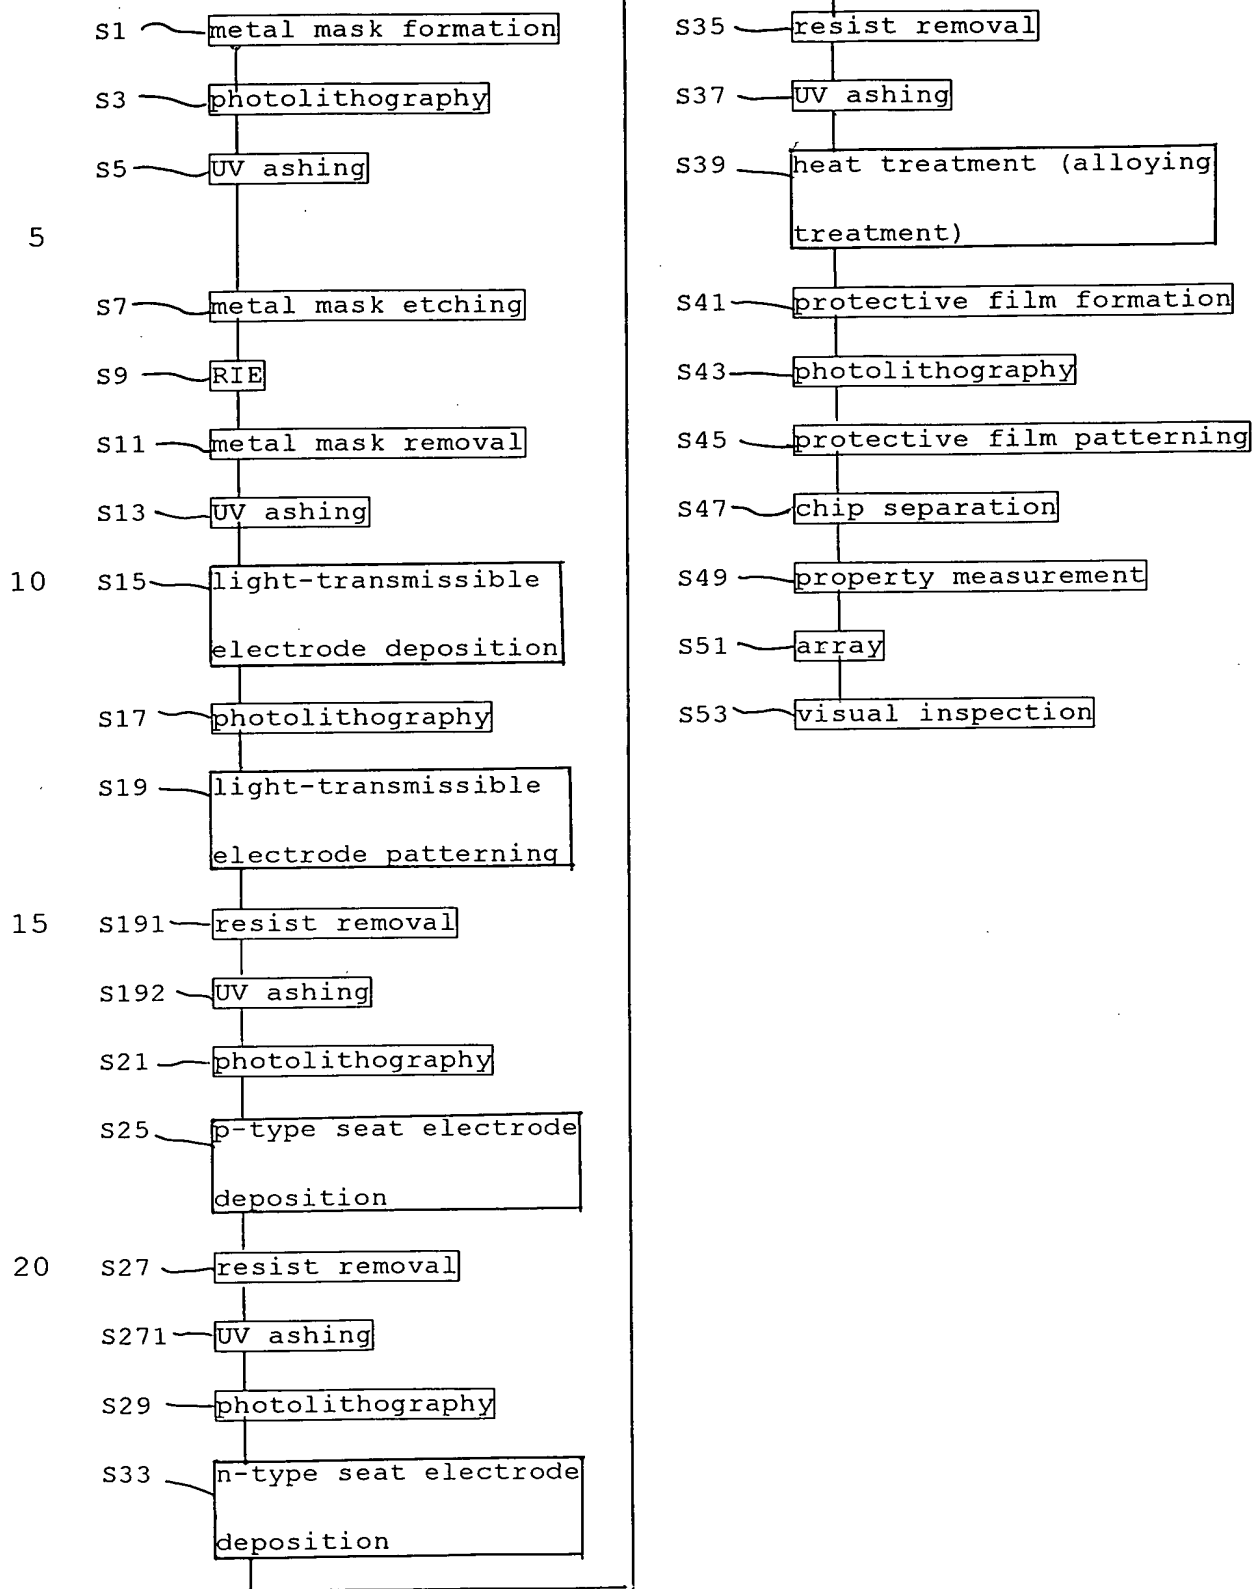 S1 metal mask formation
S3 photolithography
S5 UV ashing
5
S7 metal mask etching
S9 RIE
S11 metal mask removal
S13 UV ashing
10 S15 light-transmissible
electrode deposition
S17 photolithography
S19 light-transmissible
electrode patterning
15 S191 resist removal
S192 UV ashing
S21 photolithography
S25 p-type seat electrode
deposition
20 S27 resist removal
S271 UV ashing
S29 photolithography
S33 n-type seat electrode
deposition
S35 resist removal
S37 UV ashing
S39 heat treatment (alloying
treatment)
S41 protective film formation
S43 photolithography
S45 protective film patterning
S47 chip separation
S49 property measurement
S51 array
S53 visual inspection